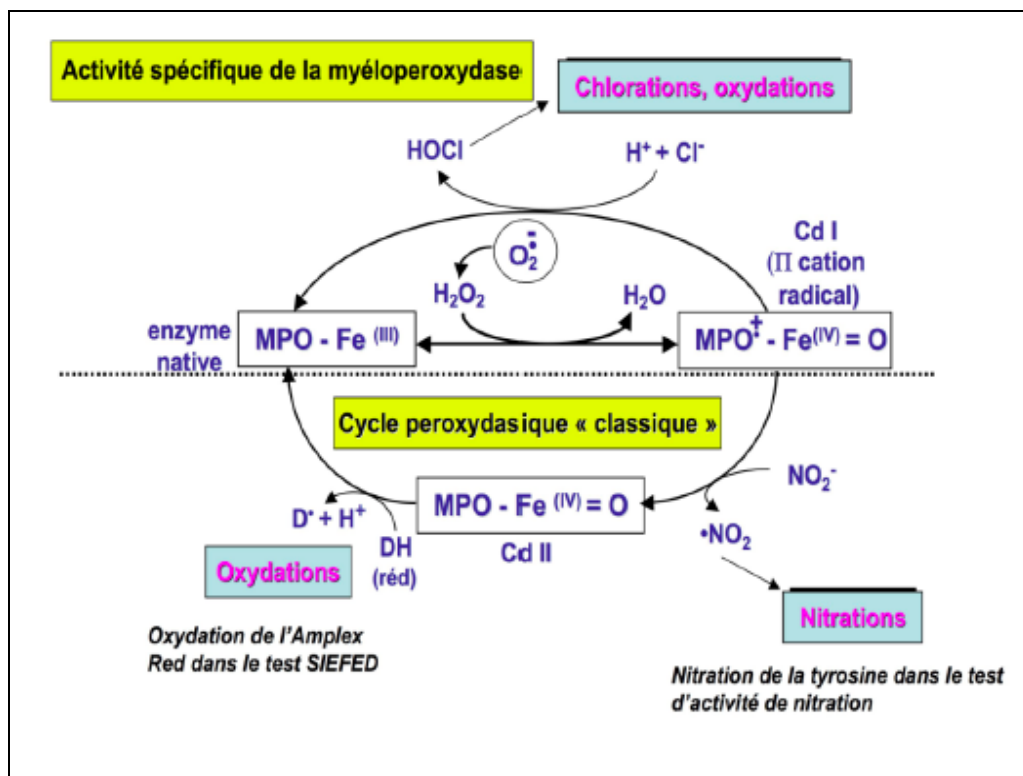 Activité spécifique de la myéloperoxydase
Chlorations, oxydations
HOCl
H⁺ + Cl⁻
Cd I
(Π cation
radical)
O₂•⁻
H₂O₂
H₂O
enzyme
native
MPO - Fe (III)
MPO•⁺ - Fe(IV) = O
Cycle peroxydasique « classique »
NO₂⁻
MPO - Fe (IV) = O
D• + H⁺
•NO₂
DH
(réd)
Cd II
Oxydations
Nitrations
Oxydation de l'Amplex
Red dans le test SIEFED
Nitration de la tyrosine dans le test
d'activité de nitration